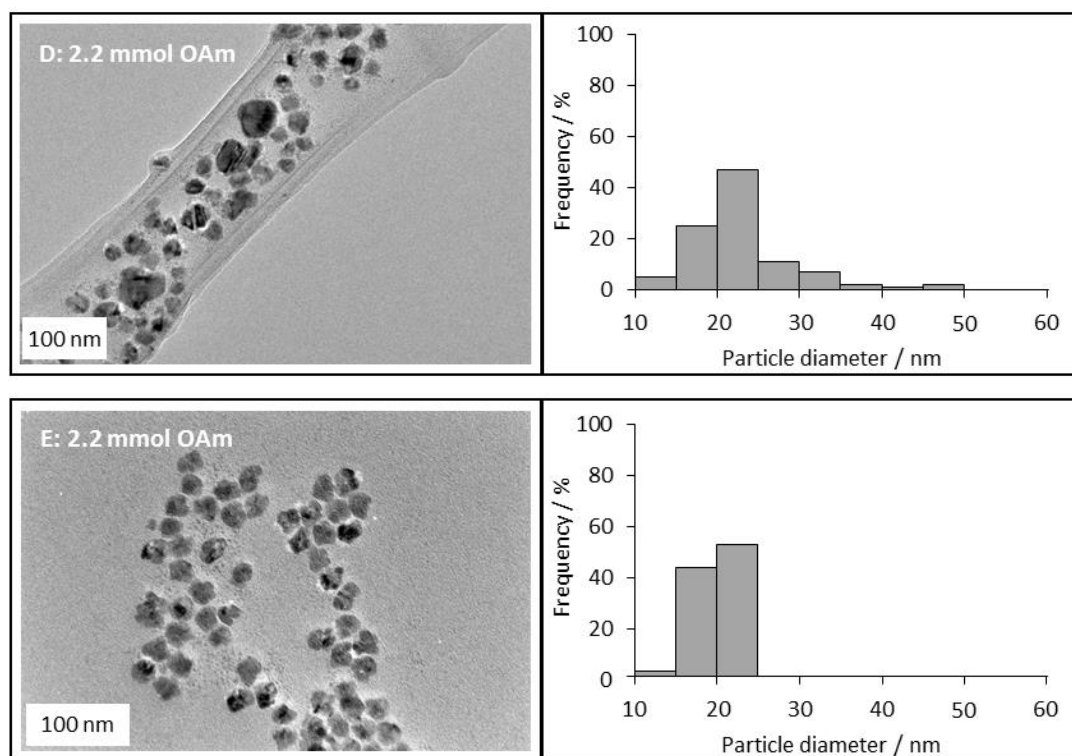 D: 2.2 mmol OAm
100 nm
100
80
60
40
20
0
Frequency / %
10 20 30 40 50 60
Particle diameter / nm
E: 2.2 mmol OAm
100 nm
100
80
60
40
20
0
Frequency / %
10 20 30 40 50 60
Particle diameter / nm